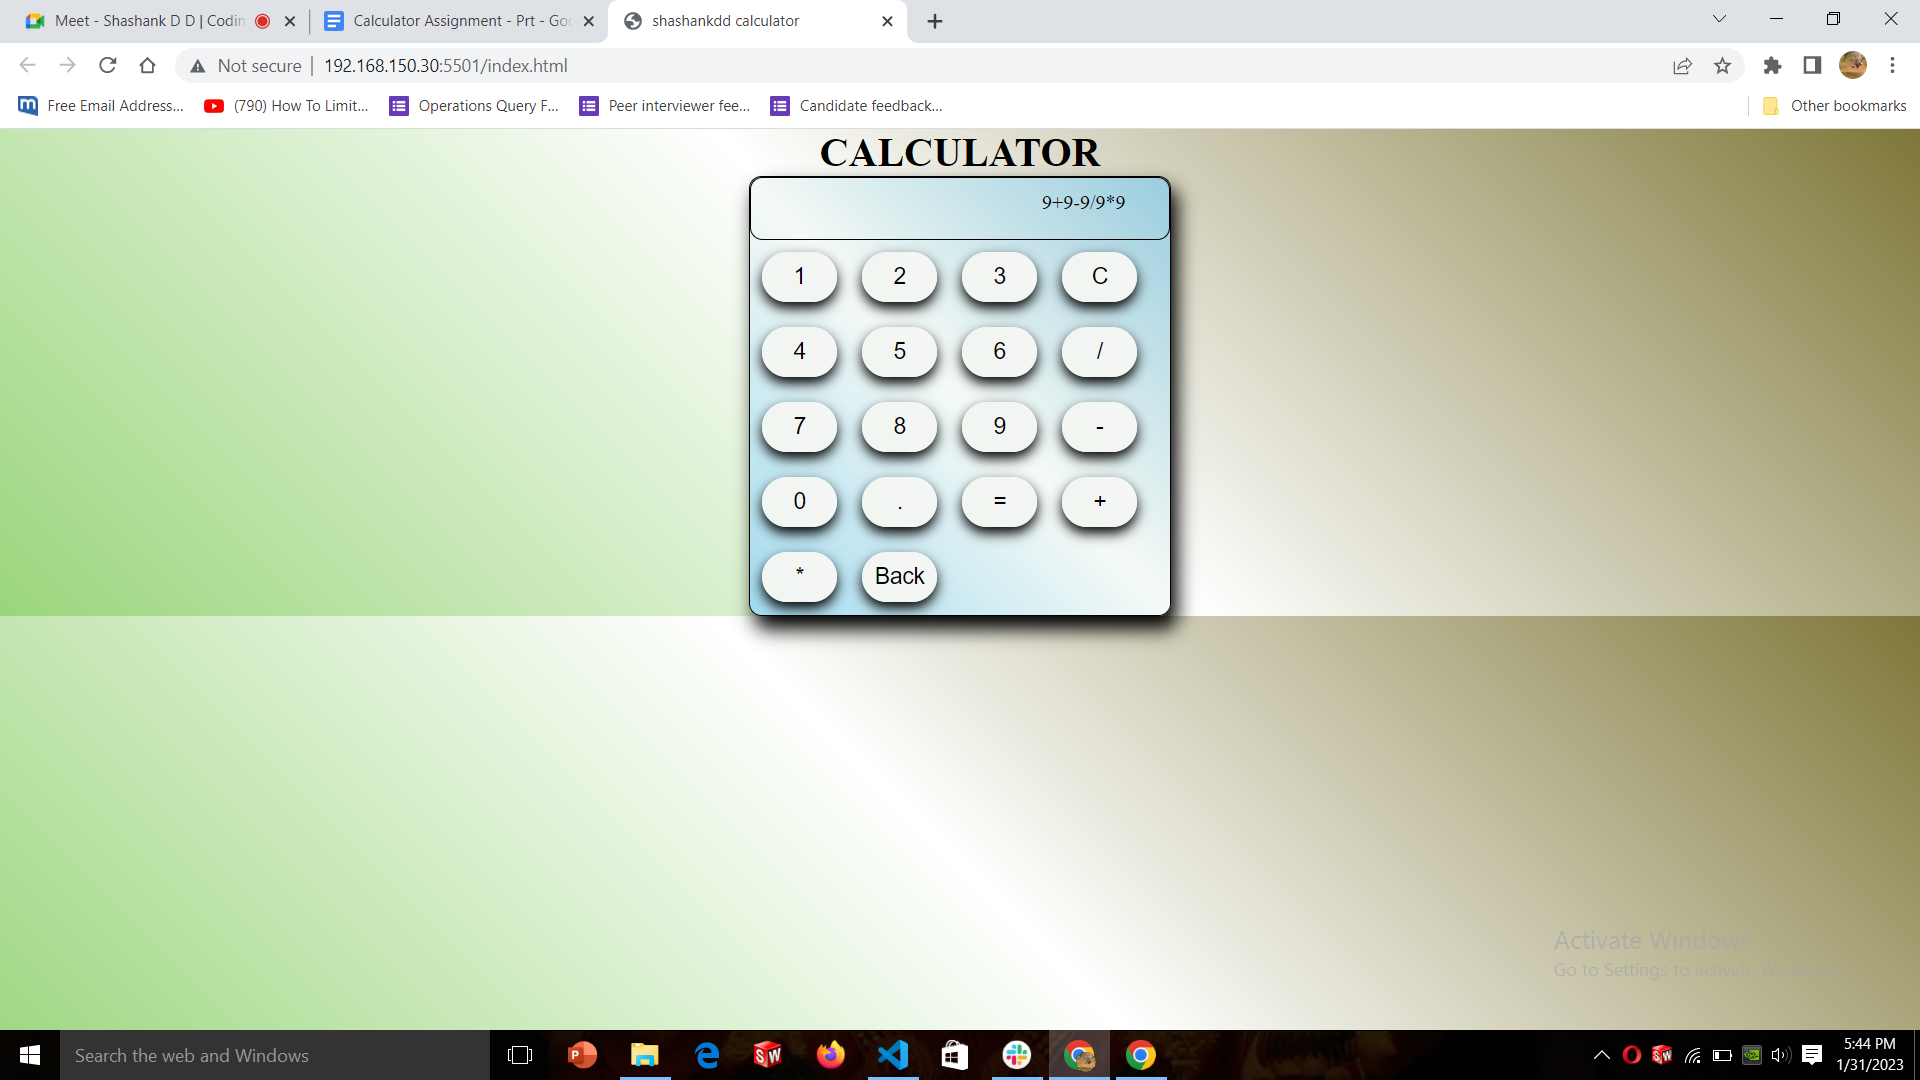 Meet - Shashank D D | Codin
Calculator Assignment - Prt - Goo
shashankdd calculator
Not secure
192.168.150.30:5501/index.html
Free Email Address...
(790) How To Limit...
Operations Query F...
Peer interviewer fee...
Candidate feedback...
Other bookmarks
CALCULATOR
9+9-9/9*9
1 2 3 C
4 5 6 /
7 8 9 -
0 . = +
* Back
Activate Windows
Go to Settings to activate Windows.
Search the web and Windows
5:44 PM
1/31/2023